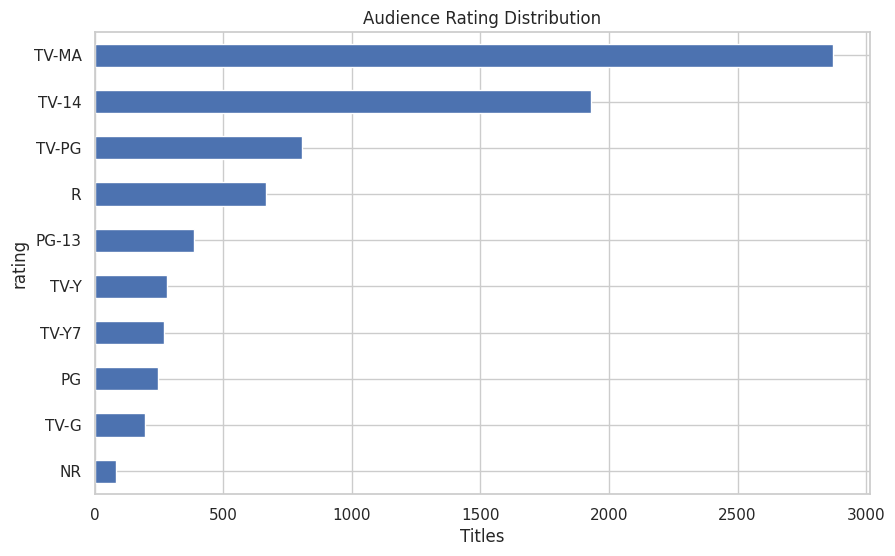 Audience Rating Distribution
TV-MA
TV-14
TV-PG
R
PG-13
TV-Y
TV-Y7
PG
TV-G
NR
rating
0 500 1000 1500 2000 2500 3000
Titles